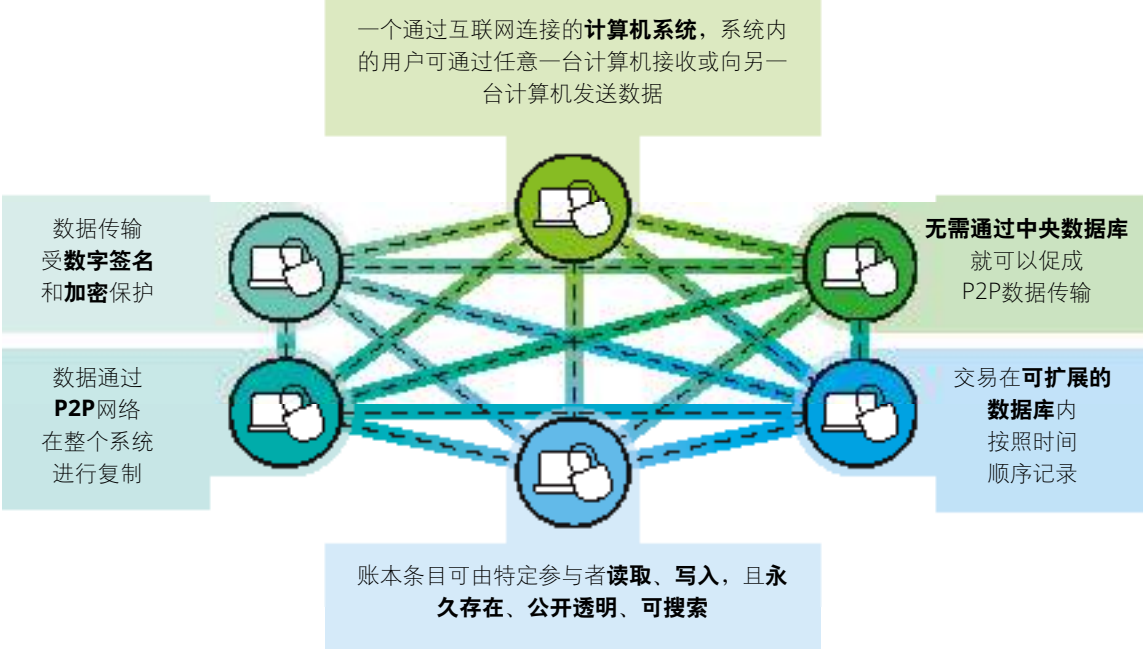 一个通过互联网连接的计算机系统，系统内
的用户可通过任意一台计算机接收或向另一
台计算机发送数据
数据传输
受数字签名
和加密保护
无需通过中央数据库
就可以促成
P2P数据传输
数据通过
P2P网络
在整个系统
进行复制
交易在可扩展的
数据库内
按照时间
顺序记录
账本条目可由特定参与者读取、写入，且永
久存在、公开透明、可搜索